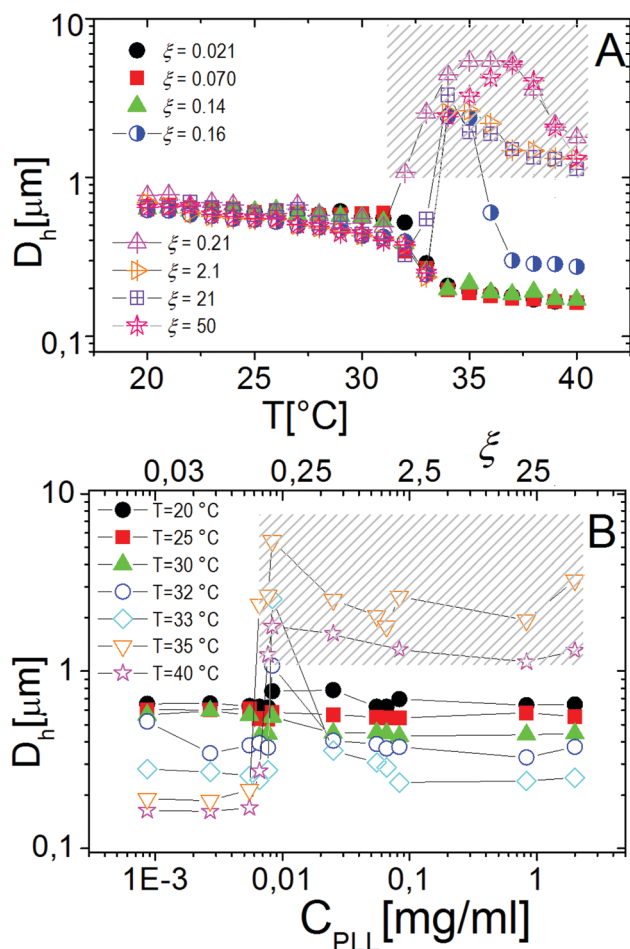 10
A
ξ = 0.021
ξ = 0.070
ξ = 0.14
ξ = 0.16
1
D_h[μm]
ξ = 0.21
ξ = 2.1
ξ = 21
ξ = 50
0,1
20 25 30 35 40
T[°C]
ξ
0,03 0,25 2,5 25
10
B
T=20 °C
T=25 °C
T=30 °C
T=32 °C
T=33 °C
T=35 °C
T=40 °C
1
D_h[μm]
0,1
1E-3 0,01 0,1 1
C_PLL [mg/ml]